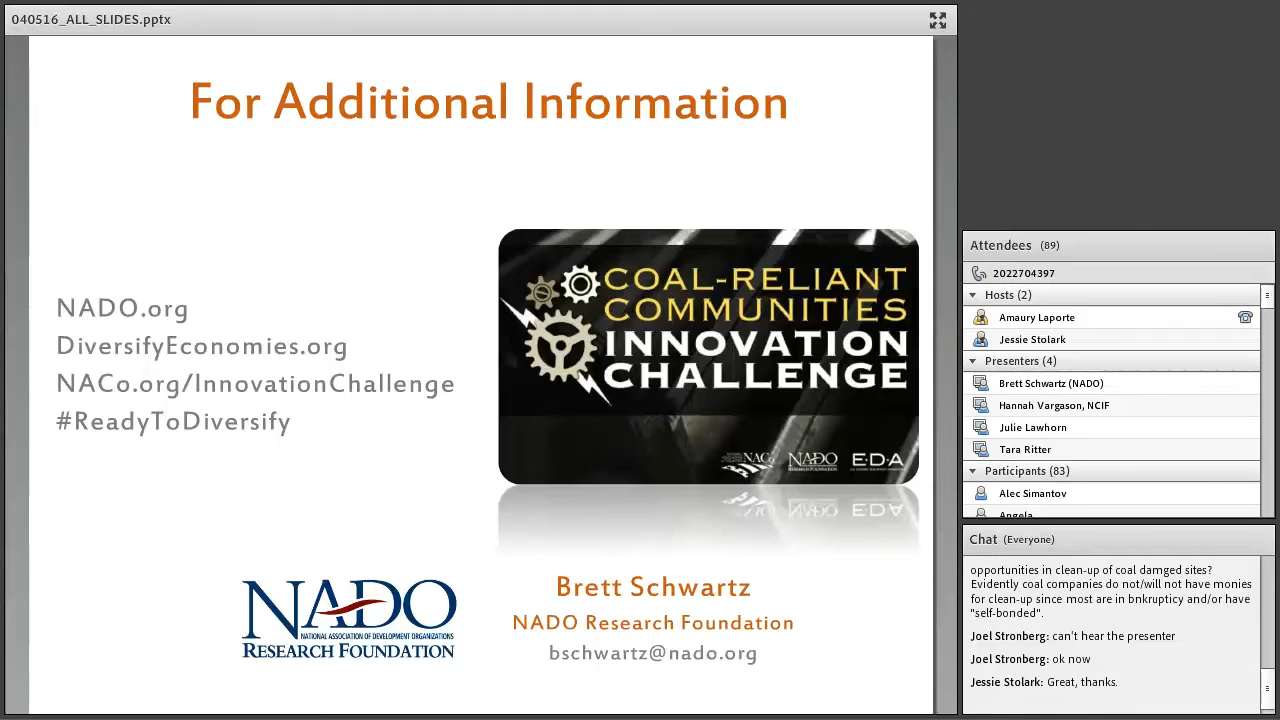 040516_ALL_SLIDES.pptx
For Additional Information
NADO.org
DiversifyEconomies.org
NACo.org/InnovationChallenge
#ReadyToDiversify
COAL-RELIANT
COMMUNITIES
INNOVATION
CHALLENGE
NACo
NADO
RESEARCH FOUNDATION
E·D·A
NADO
NATIONAL ASSOCIATION OF DEVELOPMENT ORGANIZATIONS
RESEARCH FOUNDATION
Brett Schwartz
NADO Research Foundation
bschwartz@nado.org
Attendees (89)
2022704397
Hosts (2)
Amaury Laporte
Jessie Stolark
Presenters (4)
Brett Schwartz (NADO)
Hannah Vargason, NCIF
Julie Lawhorn
Tara Ritter
Participants (83)
Alec Simantov
Angela
Chat (Everyone)
opportunities in clean-up of coal damged sites?
Evidently coal companies do not/will not have monies
for clean-up since most are in bnkruptcy and/or have
"self-bonded".
Joel Stronberg: can't hear the presenter
Joel Stronberg: ok now
Jessie Stolark: Great, thanks.